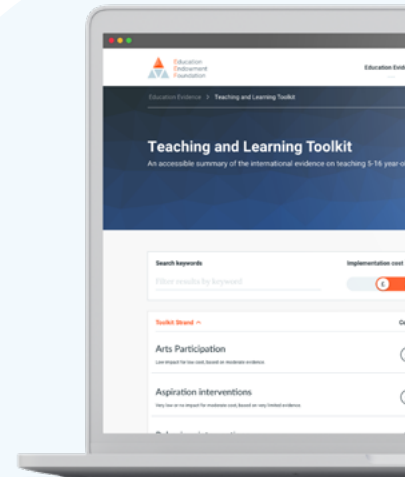 Education
Endowment
Foundation
Education Evid
Education Evidence > Teaching and Learning Toolkit
Teaching and Learning Toolkit
An accessible summary of the international evidence on teaching 5-16 year-o
Search keywords
Implementation cost
Filter results by keyword
£
Toolkit Strand
Co
Arts Participation
Low impact for low cost, based on moderate evidence.
Aspiration interventions
Very low or no impact for moderate cost, based on very limited evidence.